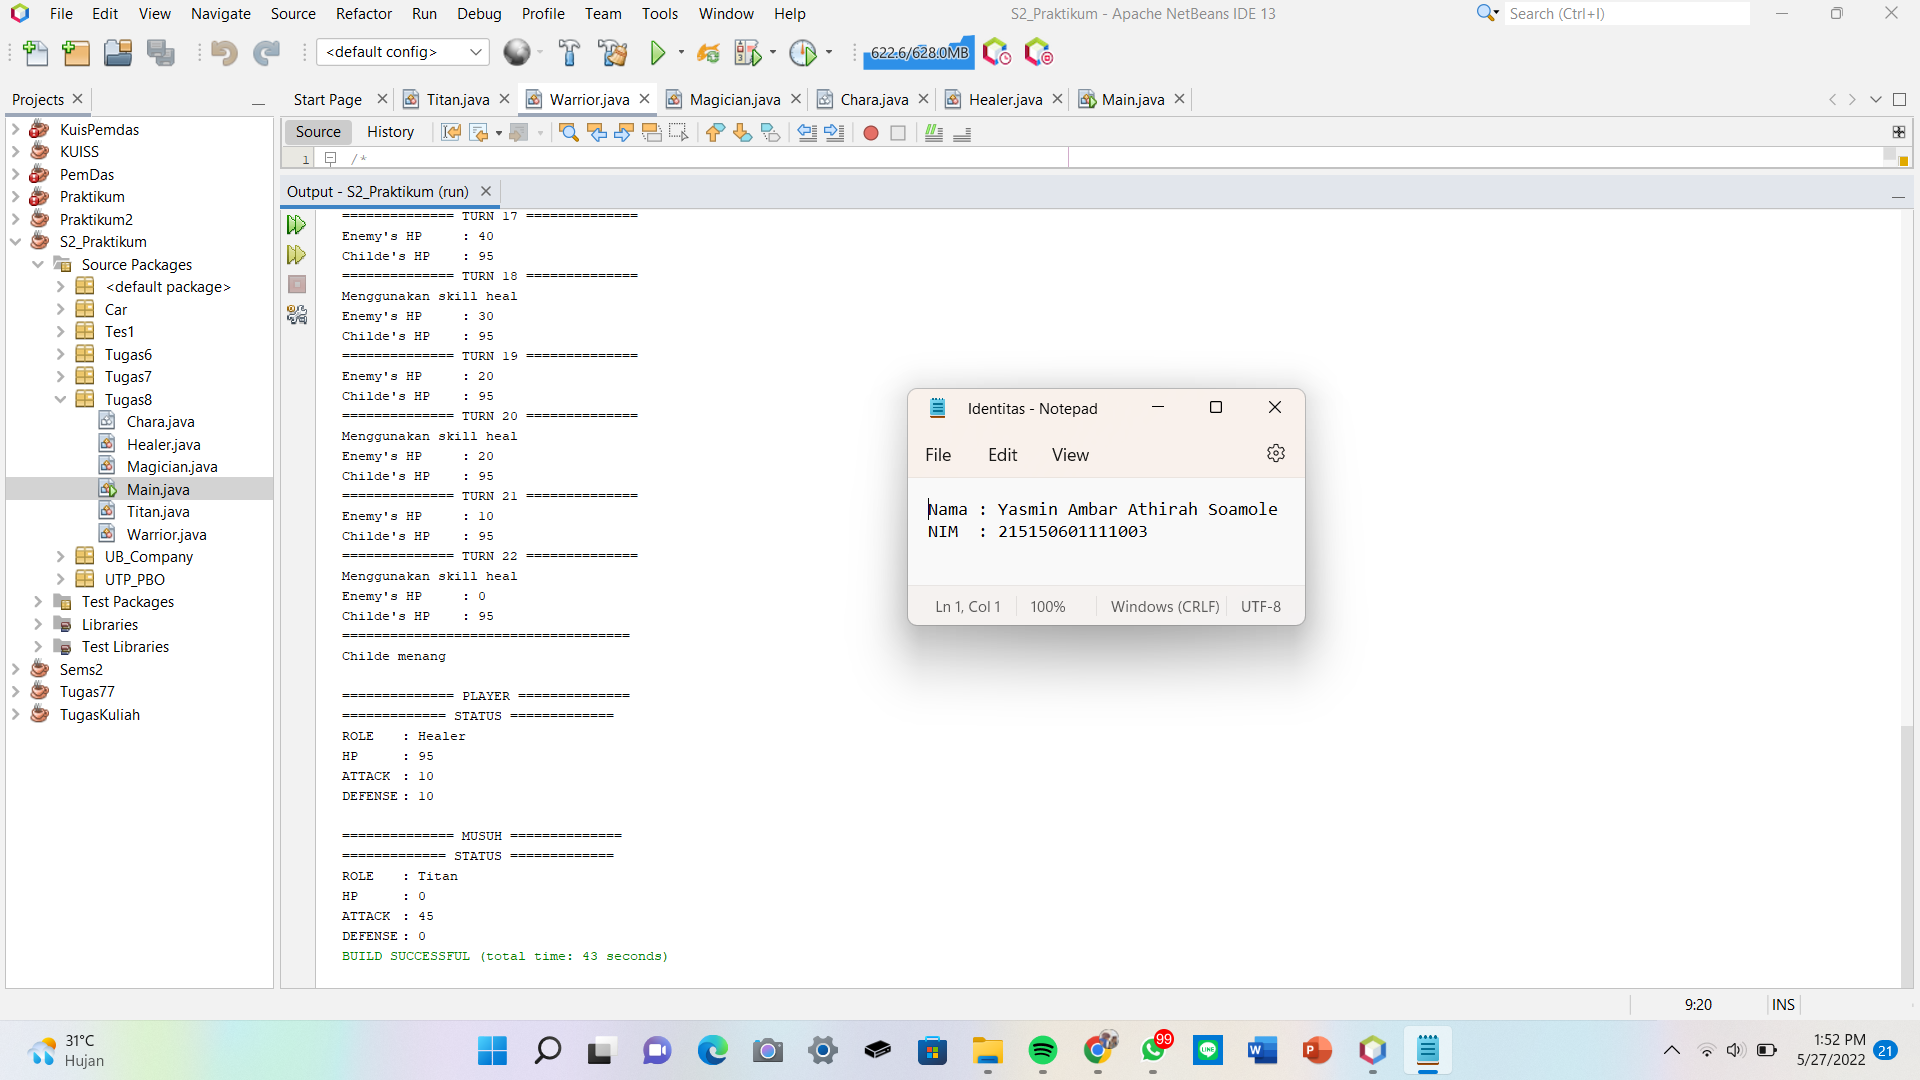 File Edit View Navigate Source Refactor Run Debug Profile Team Tools Window Help
S2_Praktikum - Apache NetBeans IDE 13
Search (Ctrl+I)
<default config>
622.6/628.0MB
Projects
Start Page
Titan.java
Warrior.java
Magician.java
Chara.java
Healer.java
Main.java
Source History
1 /*
KuisPemdas
KUISS
PemDas
Praktikum
Praktikum2
S2_Praktikum
Source Packages
<default package>
Car
Tes1
Tugas6
Tugas7
Tugas8
Chara.java
Healer.java
Magician.java
Main.java
Titan.java
Warrior.java
UB_Company
UTP_PBO
Test Packages
Libraries
Test Libraries
Sems2
Tugas77
TugasKuliah
Output - S2_Praktikum (run)
============== TURN 17 ==============
Enemy's HP : 40
Childe's HP : 95
============== TURN 18 ==============
Menggunakan skill heal
Enemy's HP : 30
Childe's HP : 95
============== TURN 19 ==============
Enemy's HP : 20
Childe's HP : 95
============== TURN 20 ==============
Menggunakan skill heal
Enemy's HP : 20
Childe's HP : 95
============== TURN 21 ==============
Enemy's HP : 10
Childe's HP : 95
============== TURN 22 ==============
Menggunakan skill heal
Enemy's HP : 0
Childe's HP : 95
====================================
Childe menang
============== PLAYER ==============
============= STATUS =============
ROLE : Healer
HP : 95
ATTACK : 10
DEFENSE : 10
============== MUSUH ==============
============= STATUS =============
ROLE : Titan
HP : 0
ATTACK : 45
DEFENSE : 0
BUILD SUCCESSFUL (total time: 43 seconds)
Identitas - Notepad
File Edit View
Nama : Yasmin Ambar Athirah Soamole
NIM : 215150601111003
Ln 1, Col 1
100%
Windows (CRLF)
UTF-8
9:20
INS
31°C
Hujan
99
1:52 PM
5/27/2022
21